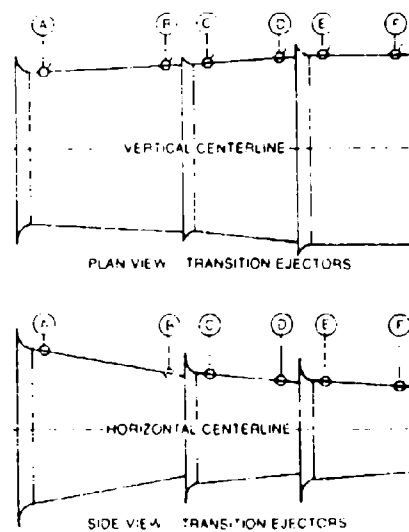 A B C D E F
VERTICAL CENTERLINE
PLAN VIEW TRANSITION EJECTORS
A B C D E F
HORIZONTAL CENTERLINE
SIDE VIEW TRANSITION EJECTORS